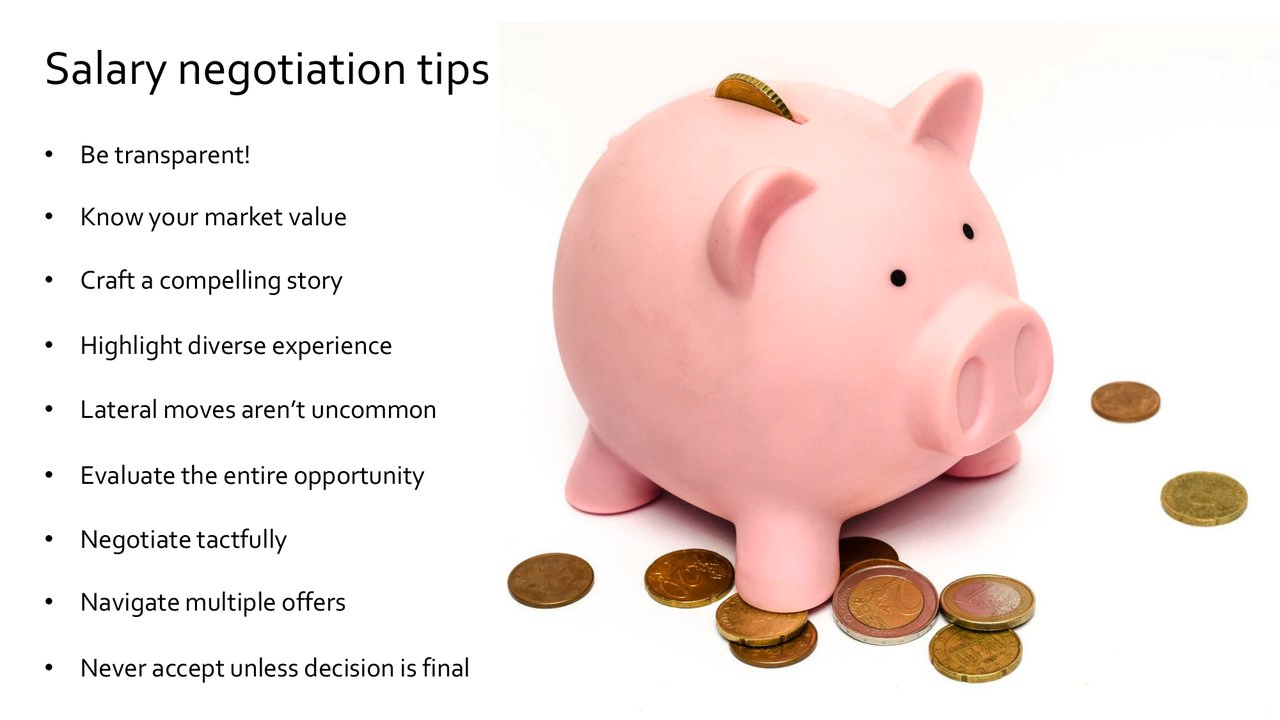 Salary negotiation tips
• Be transparent!
• Know your market value
• Craft a compelling story
• Highlight diverse experience
• Lateral moves aren’t uncommon
• Evaluate the entire opportunity
• Negotiate tactfully
• Navigate multiple offers
• Never accept unless decision is final